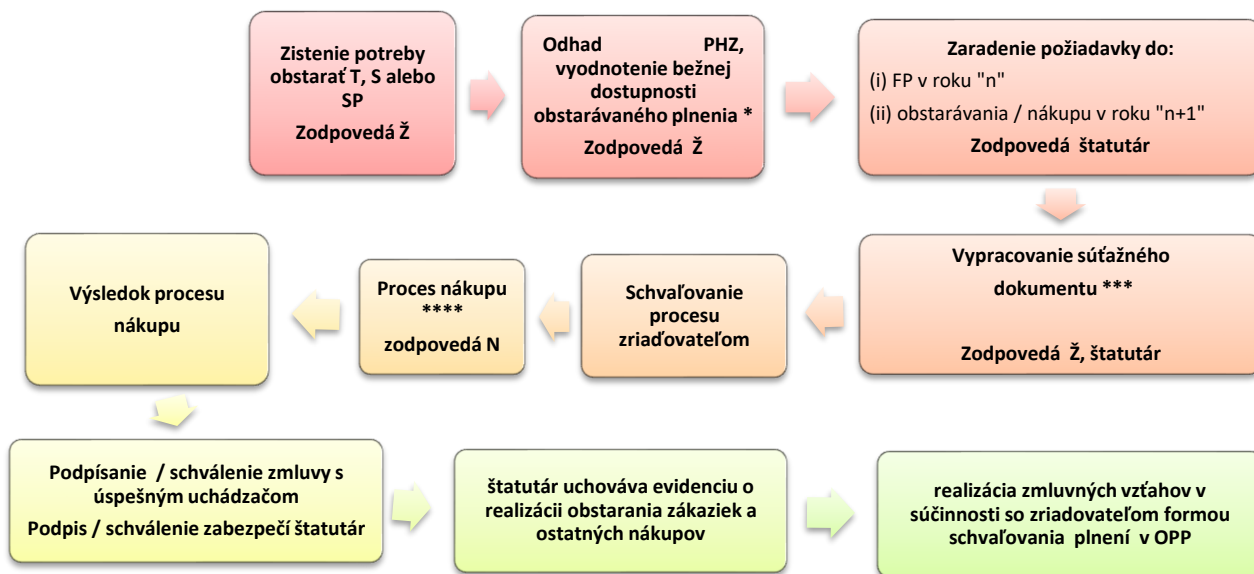 Zistenie potreby
obstarať T, S alebo
SP
Zodpovedá Ž
Odhad PHZ,
vyodnotenie bežnej
dostupnosti
obstarávaného plnenia *
Zodpovedá Ž
Zaradenie požiadavky do:
(i) FP v roku "n"
(ii) obstarávania / nákupu v roku "n+1"
Zodpovedá štatutár
Vypracovanie súťažného
dokumentu ***
Zodpovedá Ž, štatutár
Schvaľovanie
procesu
zriaďovateľom
Proces nákupu
****
zodpovedá N
Výsledok procesu
nákupu
Podpísanie / schválenie zmluvy s
úspešným uchádzačom
Podpis / schválenie zabezpečí štatutár
štatutár uchováva evidenciu o
realizácii obstarania zákaziek a
ostatných nákupov
realizácia zmluvných vzťahov v
súčinnosti so zriadovateľom formou
schvaľovania plnení v OPP